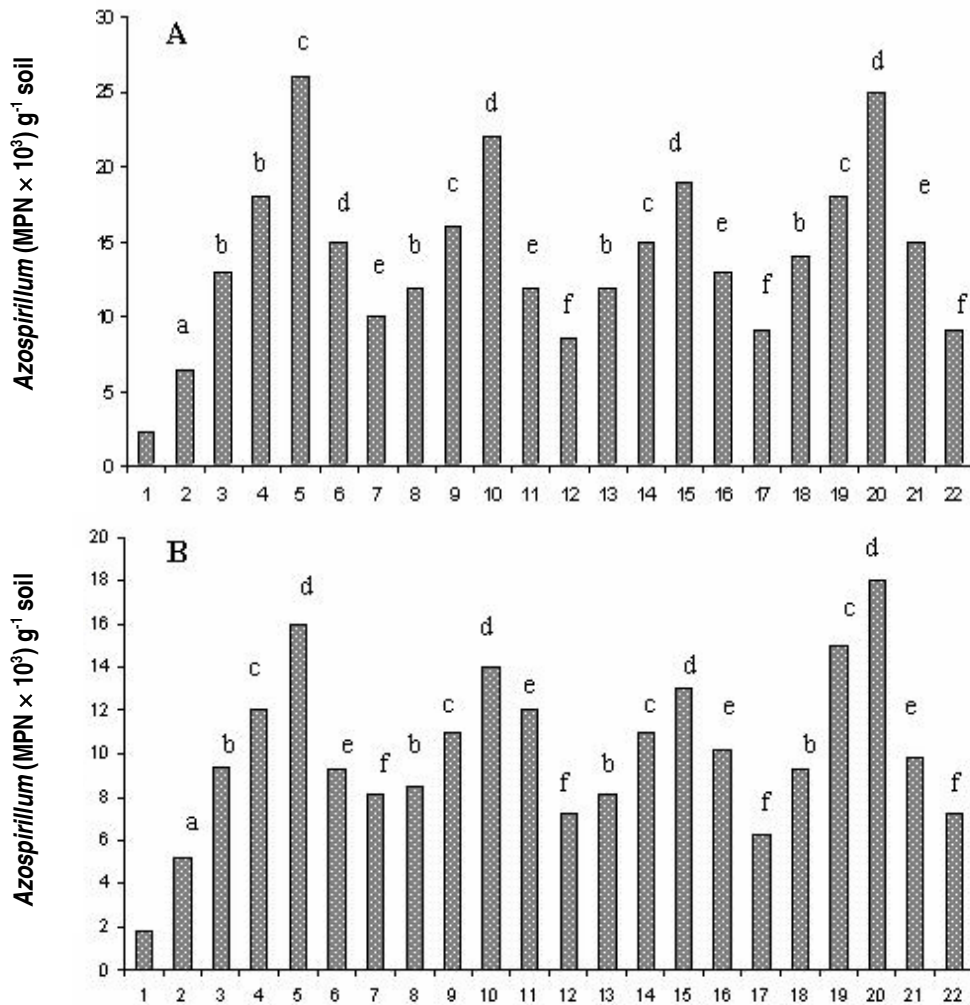 Azospirillum (MPN × 10³) g⁻¹ soil
A
30
25
20
15
10
5
0
a
b
b
c
d
e
b
c
d
e
f
b
c
d
e
f
b
c
d
e
f
1 2 3 4 5 6 7 8 9 10 11 12 13 14 15 16 17 18 19 20 21 22
Azospirillum (MPN × 10³) g⁻¹ soil
B
20
18
16
14
12
10
8
6
4
2
0
a
b
c
d
e
f
b
c
d
e
f
b
c
d
e
f
b
c
d
e
f
1 2 3 4 5 6 7 8 9 10 11 12 13 14 15 16 17 18 19 20 21 22